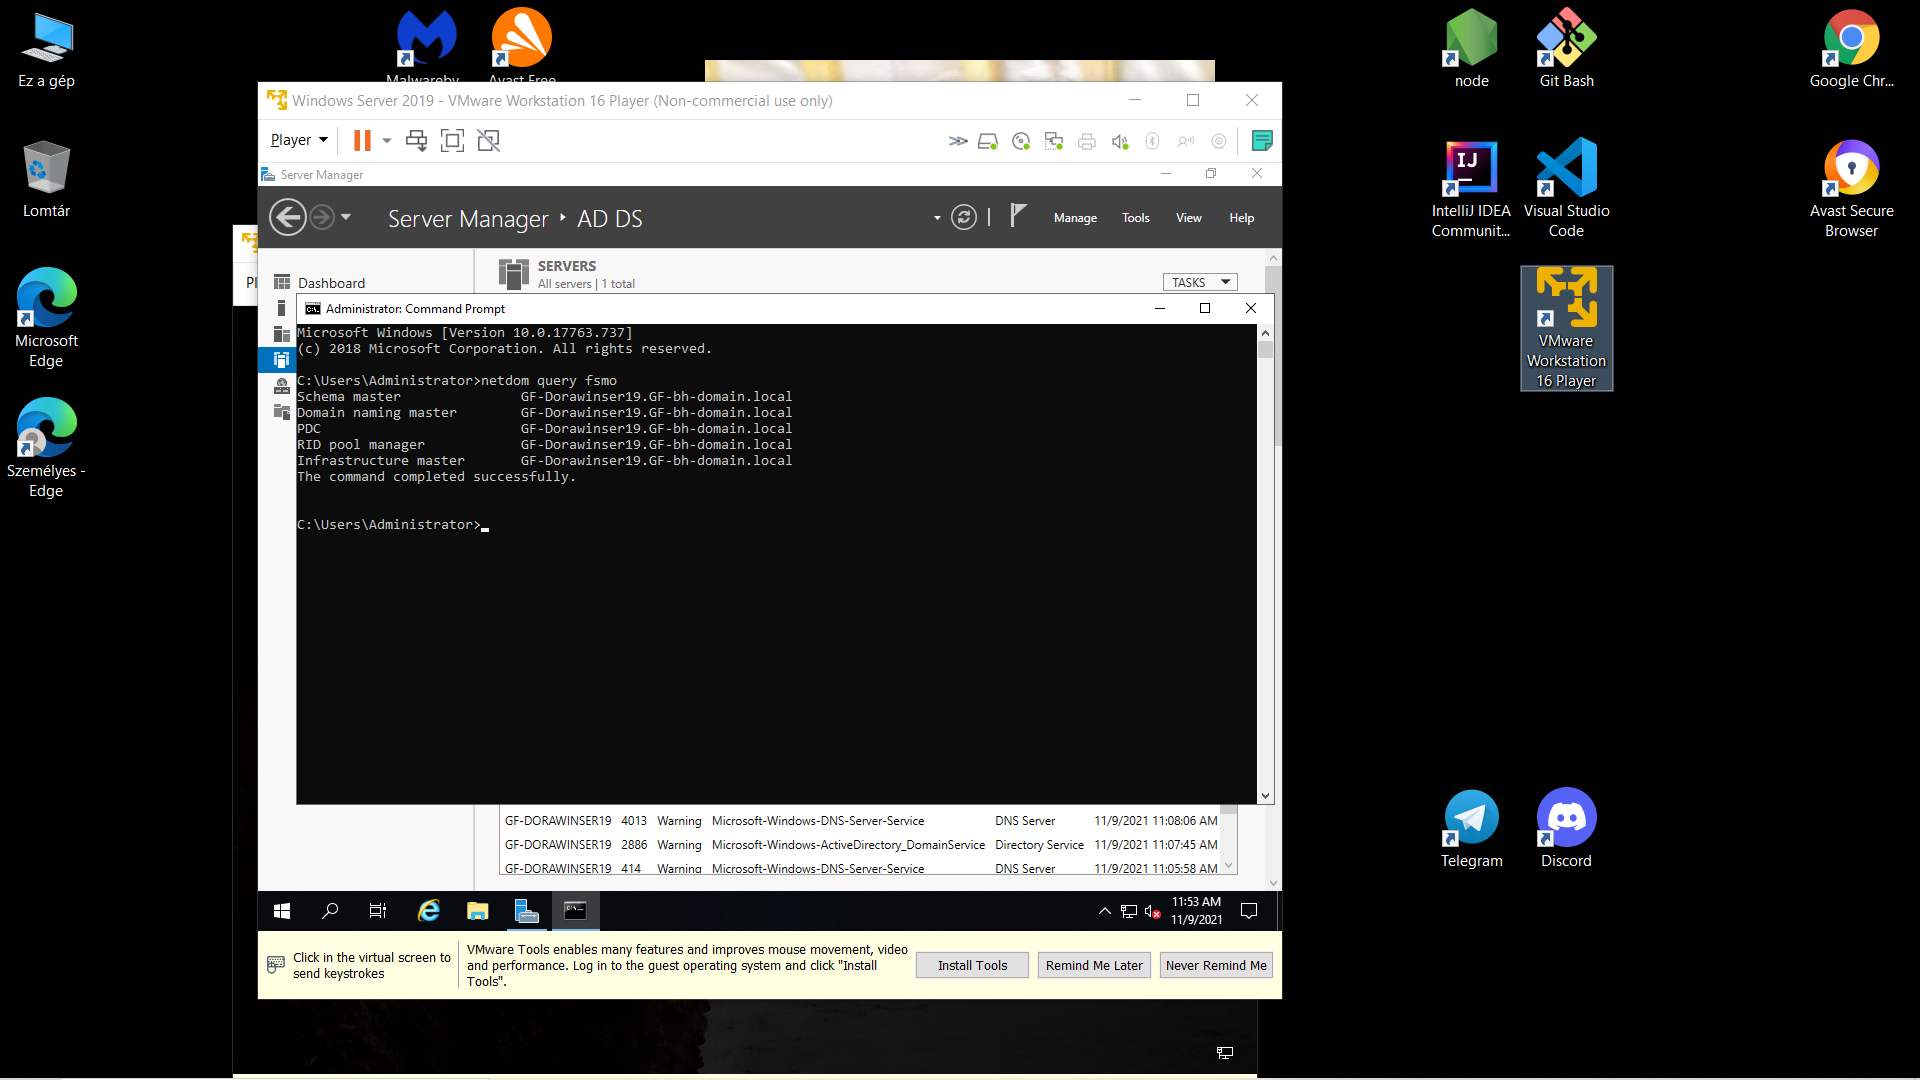 Ez a gép
Lomtár
Microsoft
Edge
Személyes -
Edge
Malwareby
Avast Free
node
Git Bash
Google Chr...
IntelliJ IDEA
Communit...
Visual Studio
Code
Avast Secure
Browser
VMware
Workstation
16 Player
Telegram
Discord
Windows Server 2019 - VMware Workstation 16 Player (Non-commercial use only)
Player
Server Manager
Server Manager AD DS
Manage Tools View Help
Pl
Dashboard
SERVERS
All servers | 1 total
TASKS
Administrator: Command Prompt
Microsoft Windows [Version 10.0.17763.737]
(c) 2018 Microsoft Corporation. All rights reserved.
C:\Users\Administrator>netdom query fsmo
Schema master GF-Dorawinser19.GF-bh-domain.local
Domain naming master GF-Dorawinser19.GF-bh-domain.local
PDC GF-Dorawinser19.GF-bh-domain.local
RID pool manager GF-Dorawinser19.GF-bh-domain.local
Infrastructure master GF-Dorawinser19.GF-bh-domain.local
The command completed successfully.
C:\Users\Administrator>
GF-DORAWINSER19 4013 Warning Microsoft-Windows-DNS-Server-Service DNS Server 11/9/2021 11:08:06 AM
GF-DORAWINSER19 2886 Warning Microsoft-Windows-ActiveDirectory_DomainService Directory Service 11/9/2021 11:07:45 AM
GF-DORAWINSER19 414 Warning Microsoft-Windows-DNS-Server-Service DNS Server 11/9/2021 11:05:58 AM
11:53 AM
11/9/2021
Click in the virtual screen to
send keystrokes
VMware Tools enables many features and improves mouse movement, video
and performance. Log in to the guest operating system and click "Install
Tools".
Install Tools
Remind Me Later
Never Remind Me